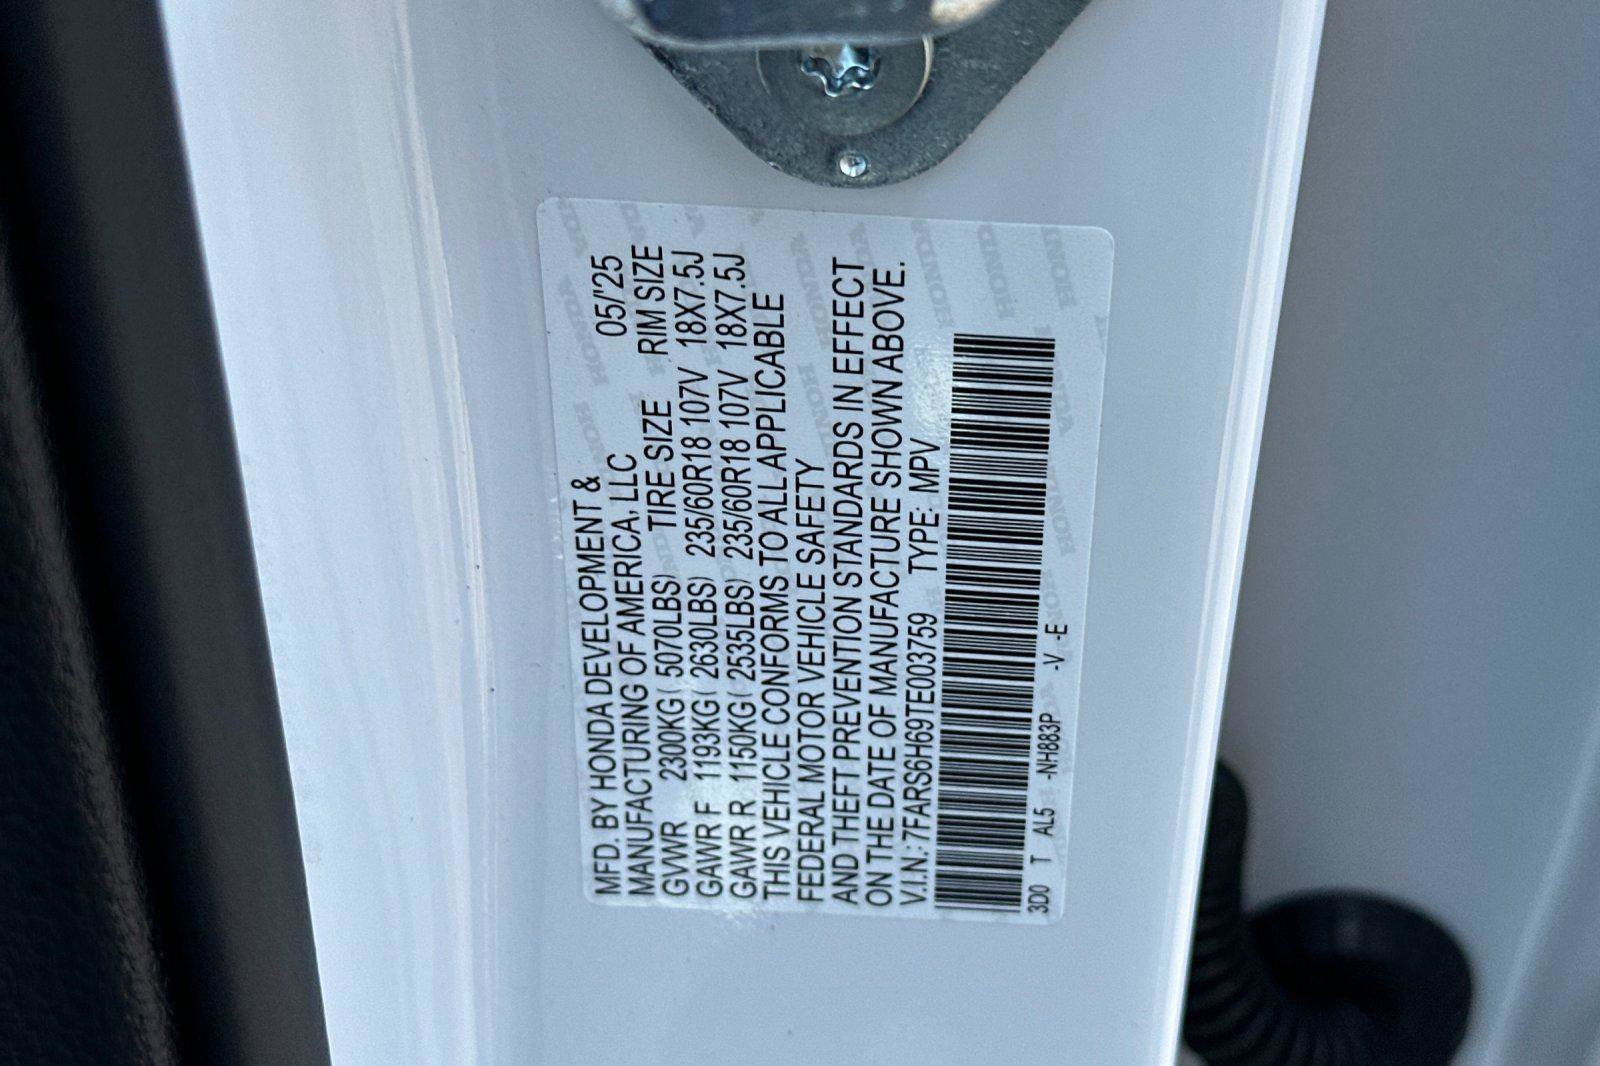 MFD. BY HONDA DEVELOPMENT &
MANUFACTURING OF AMERICA, LLC 05/'25
GVWR 2300KG ( 5070LBS) TIRE SIZE RIM SIZE
GAWR F 1193KG ( 2630LBS) 235/60R18 107V 18X7.5J
GAWR R 1150KG ( 2535LBS) 235/60R18 107V 18X7.5J
THIS VEHICLE CONFORMS TO ALL APPLICABLE
FEDERAL MOTOR VEHICLE SAFETY
AND THEFT PREVENTION STANDARDS IN EFFECT
ON THE DATE OF MANUFACTURE SHOWN ABOVE.
V.I.N.: 7FARS6H69TE003759 TYPE: MPV
3D0 T AL5 -NH883P -V -E